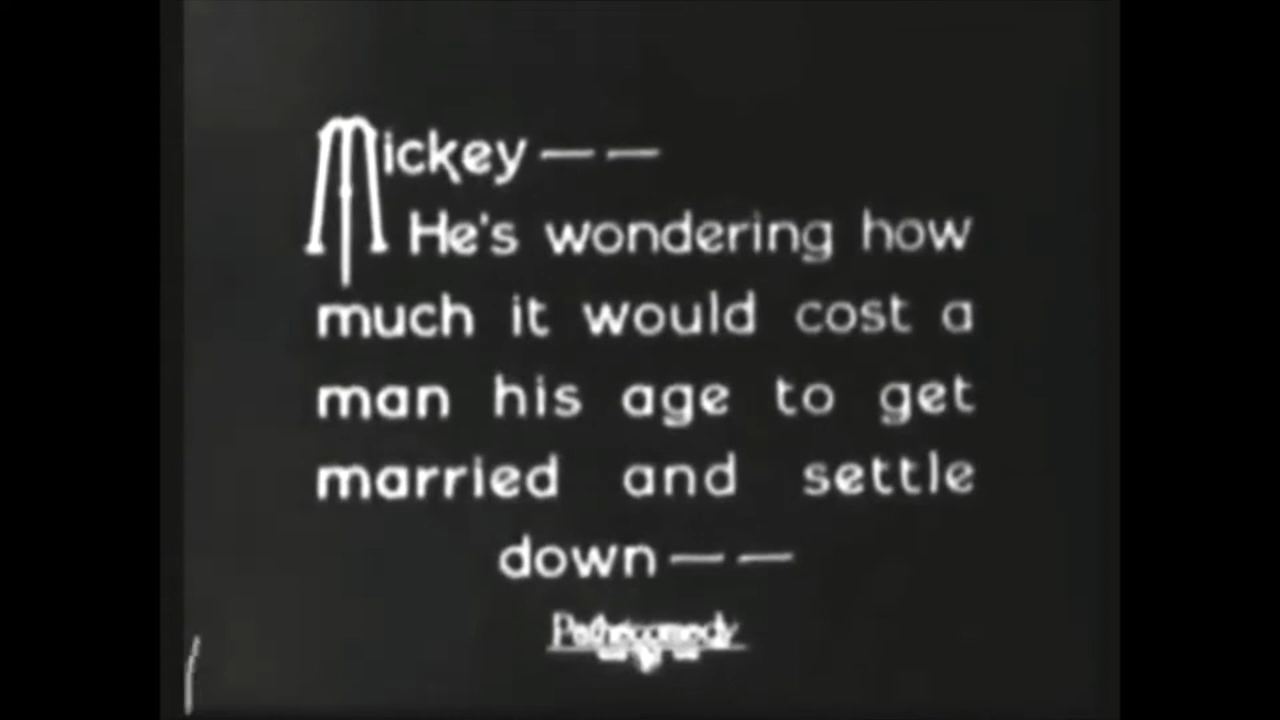 Mickey — —
He's wondering how
much it would cost a
man his age to get
married and settle
down — —
Pathécomedy